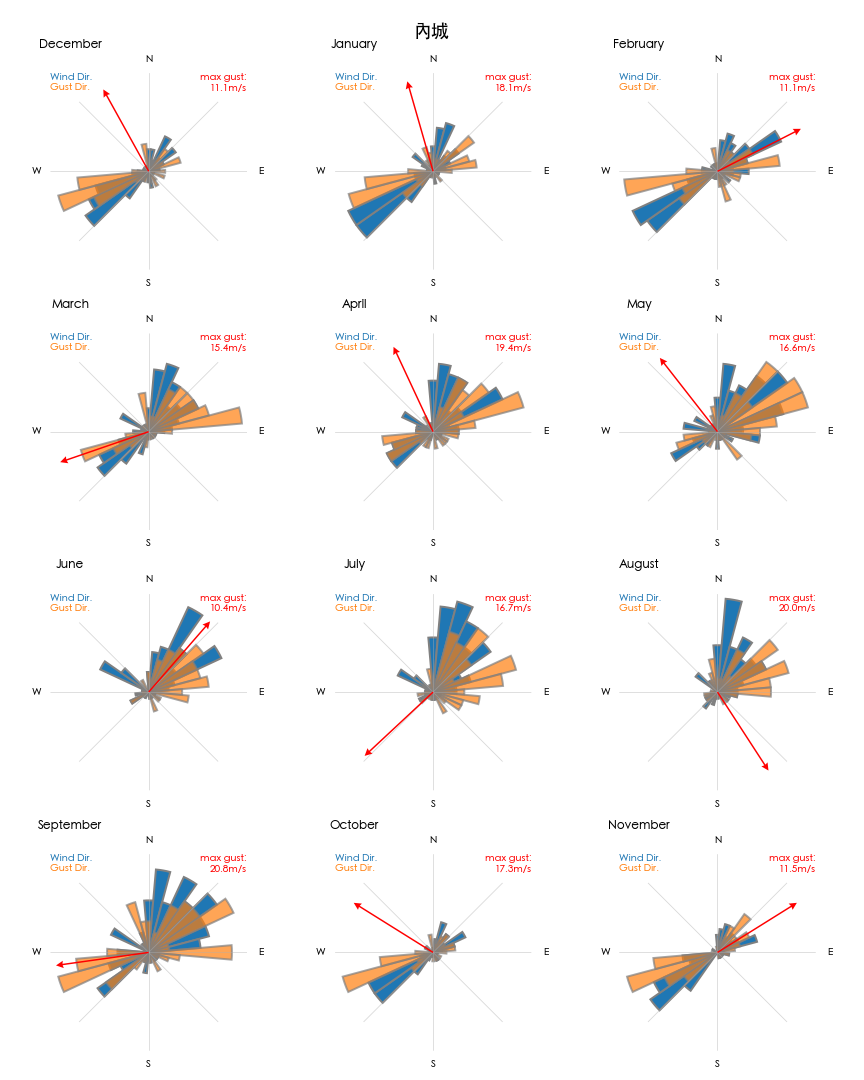 內城
December
N
Wind Dir.
Gust Dir.
max gust:
11.1m/s
W
E
S
January
N
Wind Dir.
Gust Dir.
max gust:
18.1m/s
W
E
S
February
N
Wind Dir.
Gust Dir.
max gust:
11.1m/s
W
E
S
March
N
Wind Dir.
Gust Dir.
max gust:
15.4m/s
W
E
S
April
N
Wind Dir.
Gust Dir.
max gust:
19.4m/s
W
E
S
May
N
Wind Dir.
Gust Dir.
max gust:
16.6m/s
W
E
S
June
N
Wind Dir.
Gust Dir.
max gust:
10.4m/s
W
E
S
July
N
Wind Dir.
Gust Dir.
max gust:
16.7m/s
W
E
S
August
N
Wind Dir.
Gust Dir.
max gust:
20.0m/s
W
E
S
September
N
Wind Dir.
Gust Dir.
max gust:
20.8m/s
W
E
S
October
N
Wind Dir.
Gust Dir.
max gust:
17.3m/s
W
E
S
November
N
Wind Dir.
Gust Dir.
max gust:
11.5m/s
W
E
S